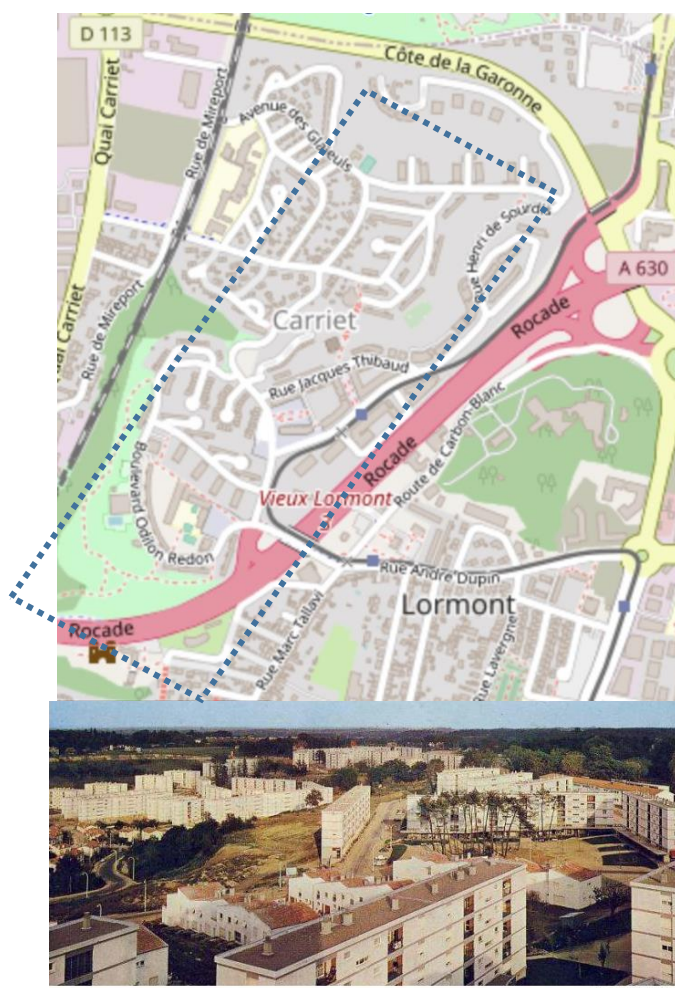 D 113
Côte de la Garonne
Quai Carriet
Rue de Mireport
Avenue des Glaïeuls
Rue Henri de Sourdis
A 630
Rocade
Carriet
Rue de Mireport
Quai Carriet
Rue Jacques Thibaud
Route de Carbon-Blanc
Rocade
Vieux Lormont
Boulevard Odilon Redon
Rue André Dupin
Lormont
Rocade
Rue Marc Tallavi
Rue Lavergne